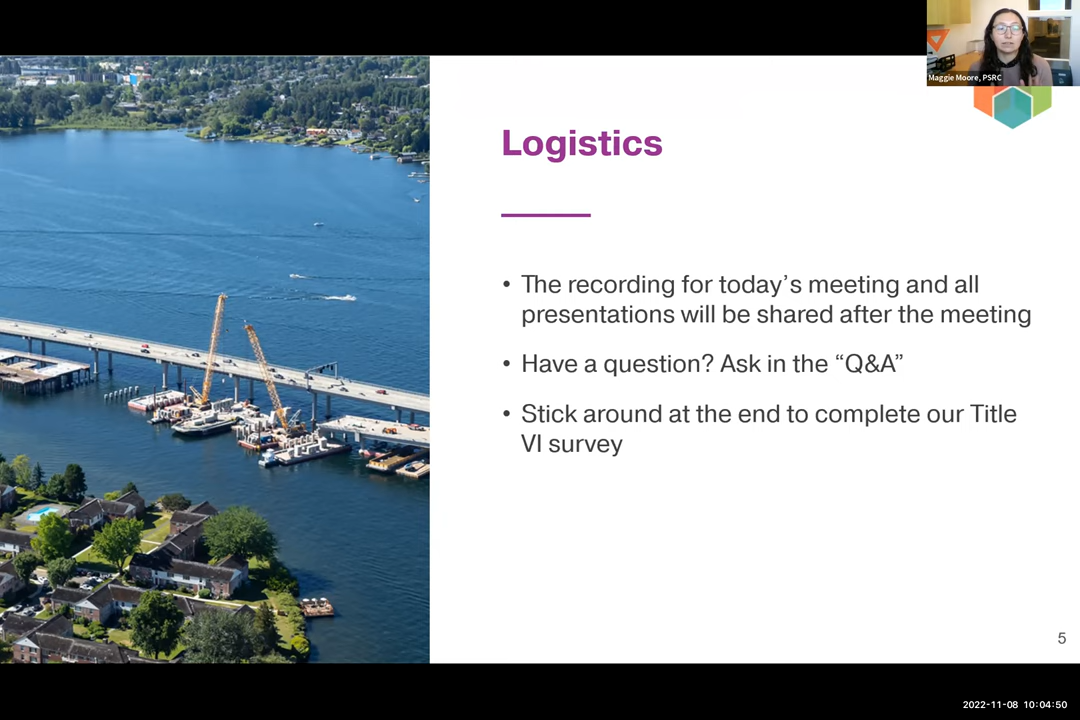 Maggie Moore, PSRC
Logistics
• The recording for today’s meeting and all
presentations will be shared after the meeting
• Have a question? Ask in the “Q&A”
• Stick around at the end to complete our Title
VI survey
5
2022-11-08 10:04:50